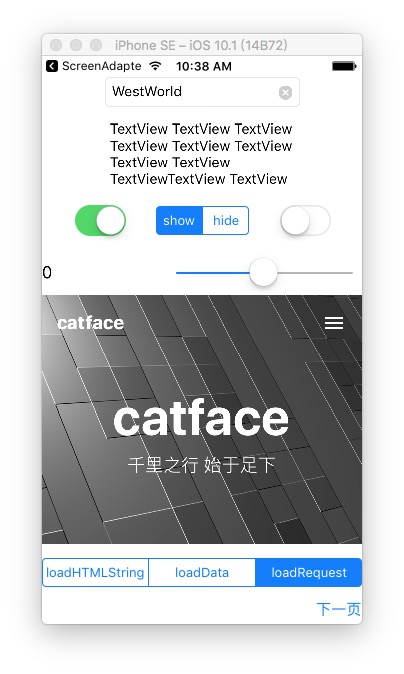 iPhone SE – iOS 10.1 (14B72)
ScreenAdapte 10:38 AM
WestWorld
TextView TextView TextView
TextView TextView TextView
TextView TextView
TextViewTextView TextView
show hide
0
catface
catface
千里之行 始于足下
loadHTMLString loadData loadRequest
下一页